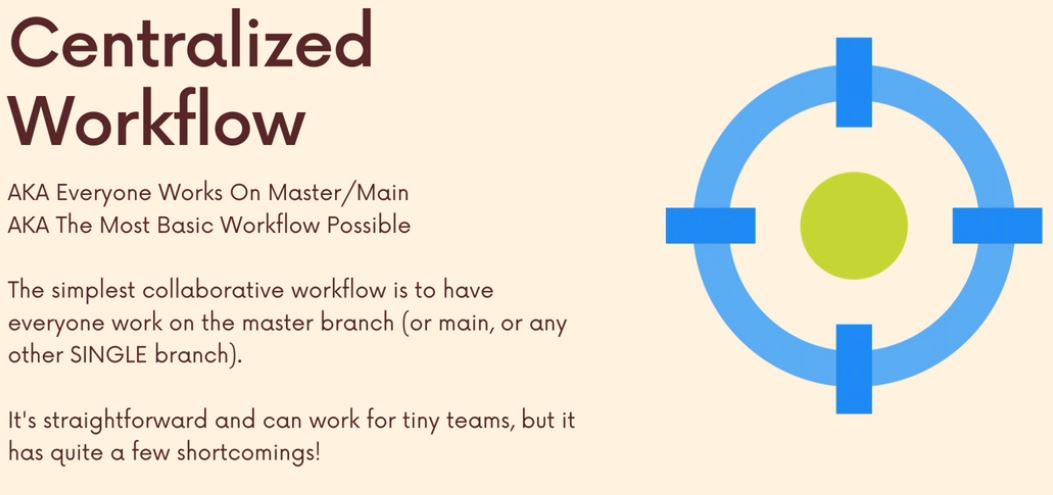 Centralized
Workflow
AKA Everyone Works On Master/Main
AKA The Most Basic Workflow Possible
The simplest collaborative workflow is to have
everyone work on the master branch (or main, or any
other SINGLE branch).
It's straightforward and can work for tiny teams, but it
has quite a few shortcomings!